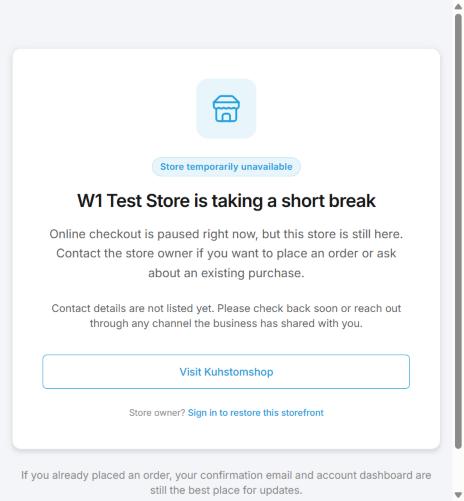 Store temporarily unavailable
W1 Test Store is taking a short break
Online checkout is paused right now, but this store is still here.
Contact the store owner if you want to place an order or ask
about an existing purchase.
Contact details are not listed yet. Please check back soon or reach out
through any channel the business has shared with you.
Visit Kuhstomshop
Store owner? Sign in to restore this storefront
If you already placed an order, your confirmation email and account dashboard are
still the best place for updates.